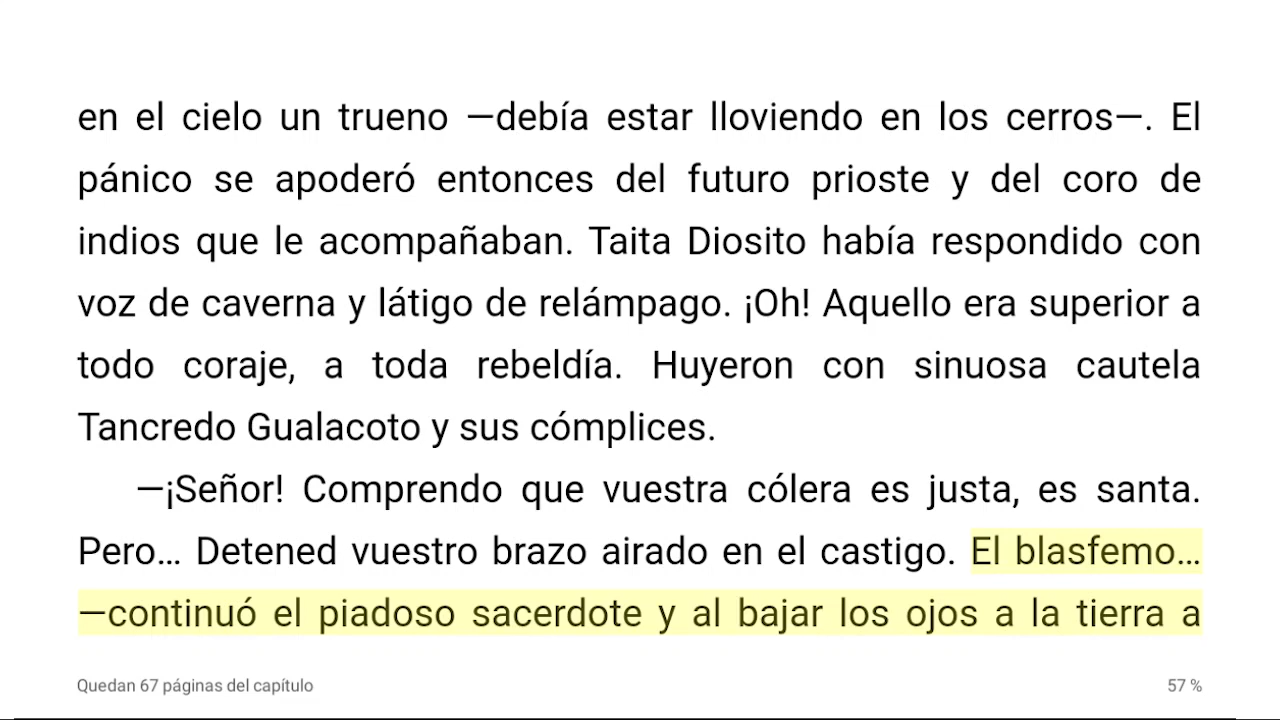 en el cielo un trueno —debía estar lloviendo en los cerros—. El
pánico se apoderó entonces del futuro prioste y del coro de
indios que le acompañaban. Taita Diosito había respondido con
voz de caverna y látigo de relámpago. ¡Oh! Aquello era superior a
todo coraje, a toda rebeldía. Huyeron con sinuosa cautela
Tancredo Gualacoto y sus cómplices.
—¡Señor! Comprendo que vuestra cólera es justa, es santa.
Pero… Detened vuestro brazo airado en el castigo. El blasfemo…
—continuó el piadoso sacerdote y al bajar los ojos a la tierra a
Quedan 67 páginas del capítulo
57 %